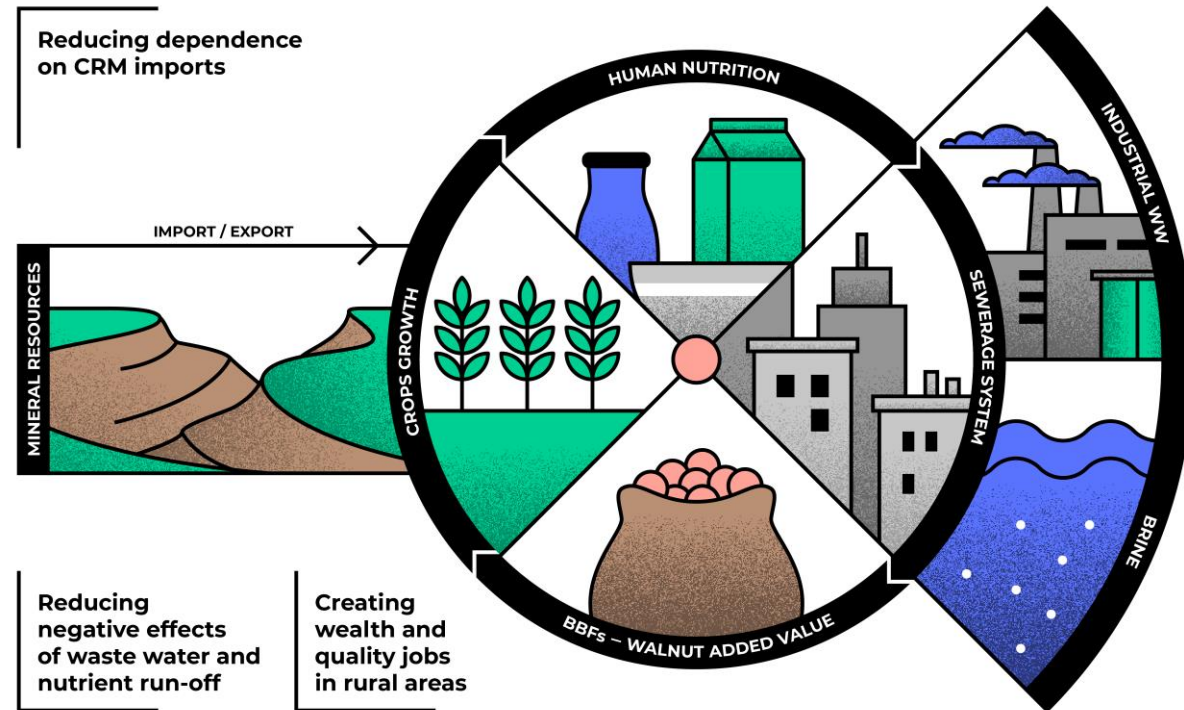 Reducing dependence
on CRM imports
HUMAN NUTRITION
INDUSTRIAL WW
IMPORT / EXPORT
MINERAL RESOURCES
CROPS GROWTH
SEWERAGE SYSTEM
BRINE
BBFs – WALNUT ADDED VALUE
Reducing
negative effects
of waste water and
nutrient run-off
Creating
wealth and
quality jobs
in rural areas